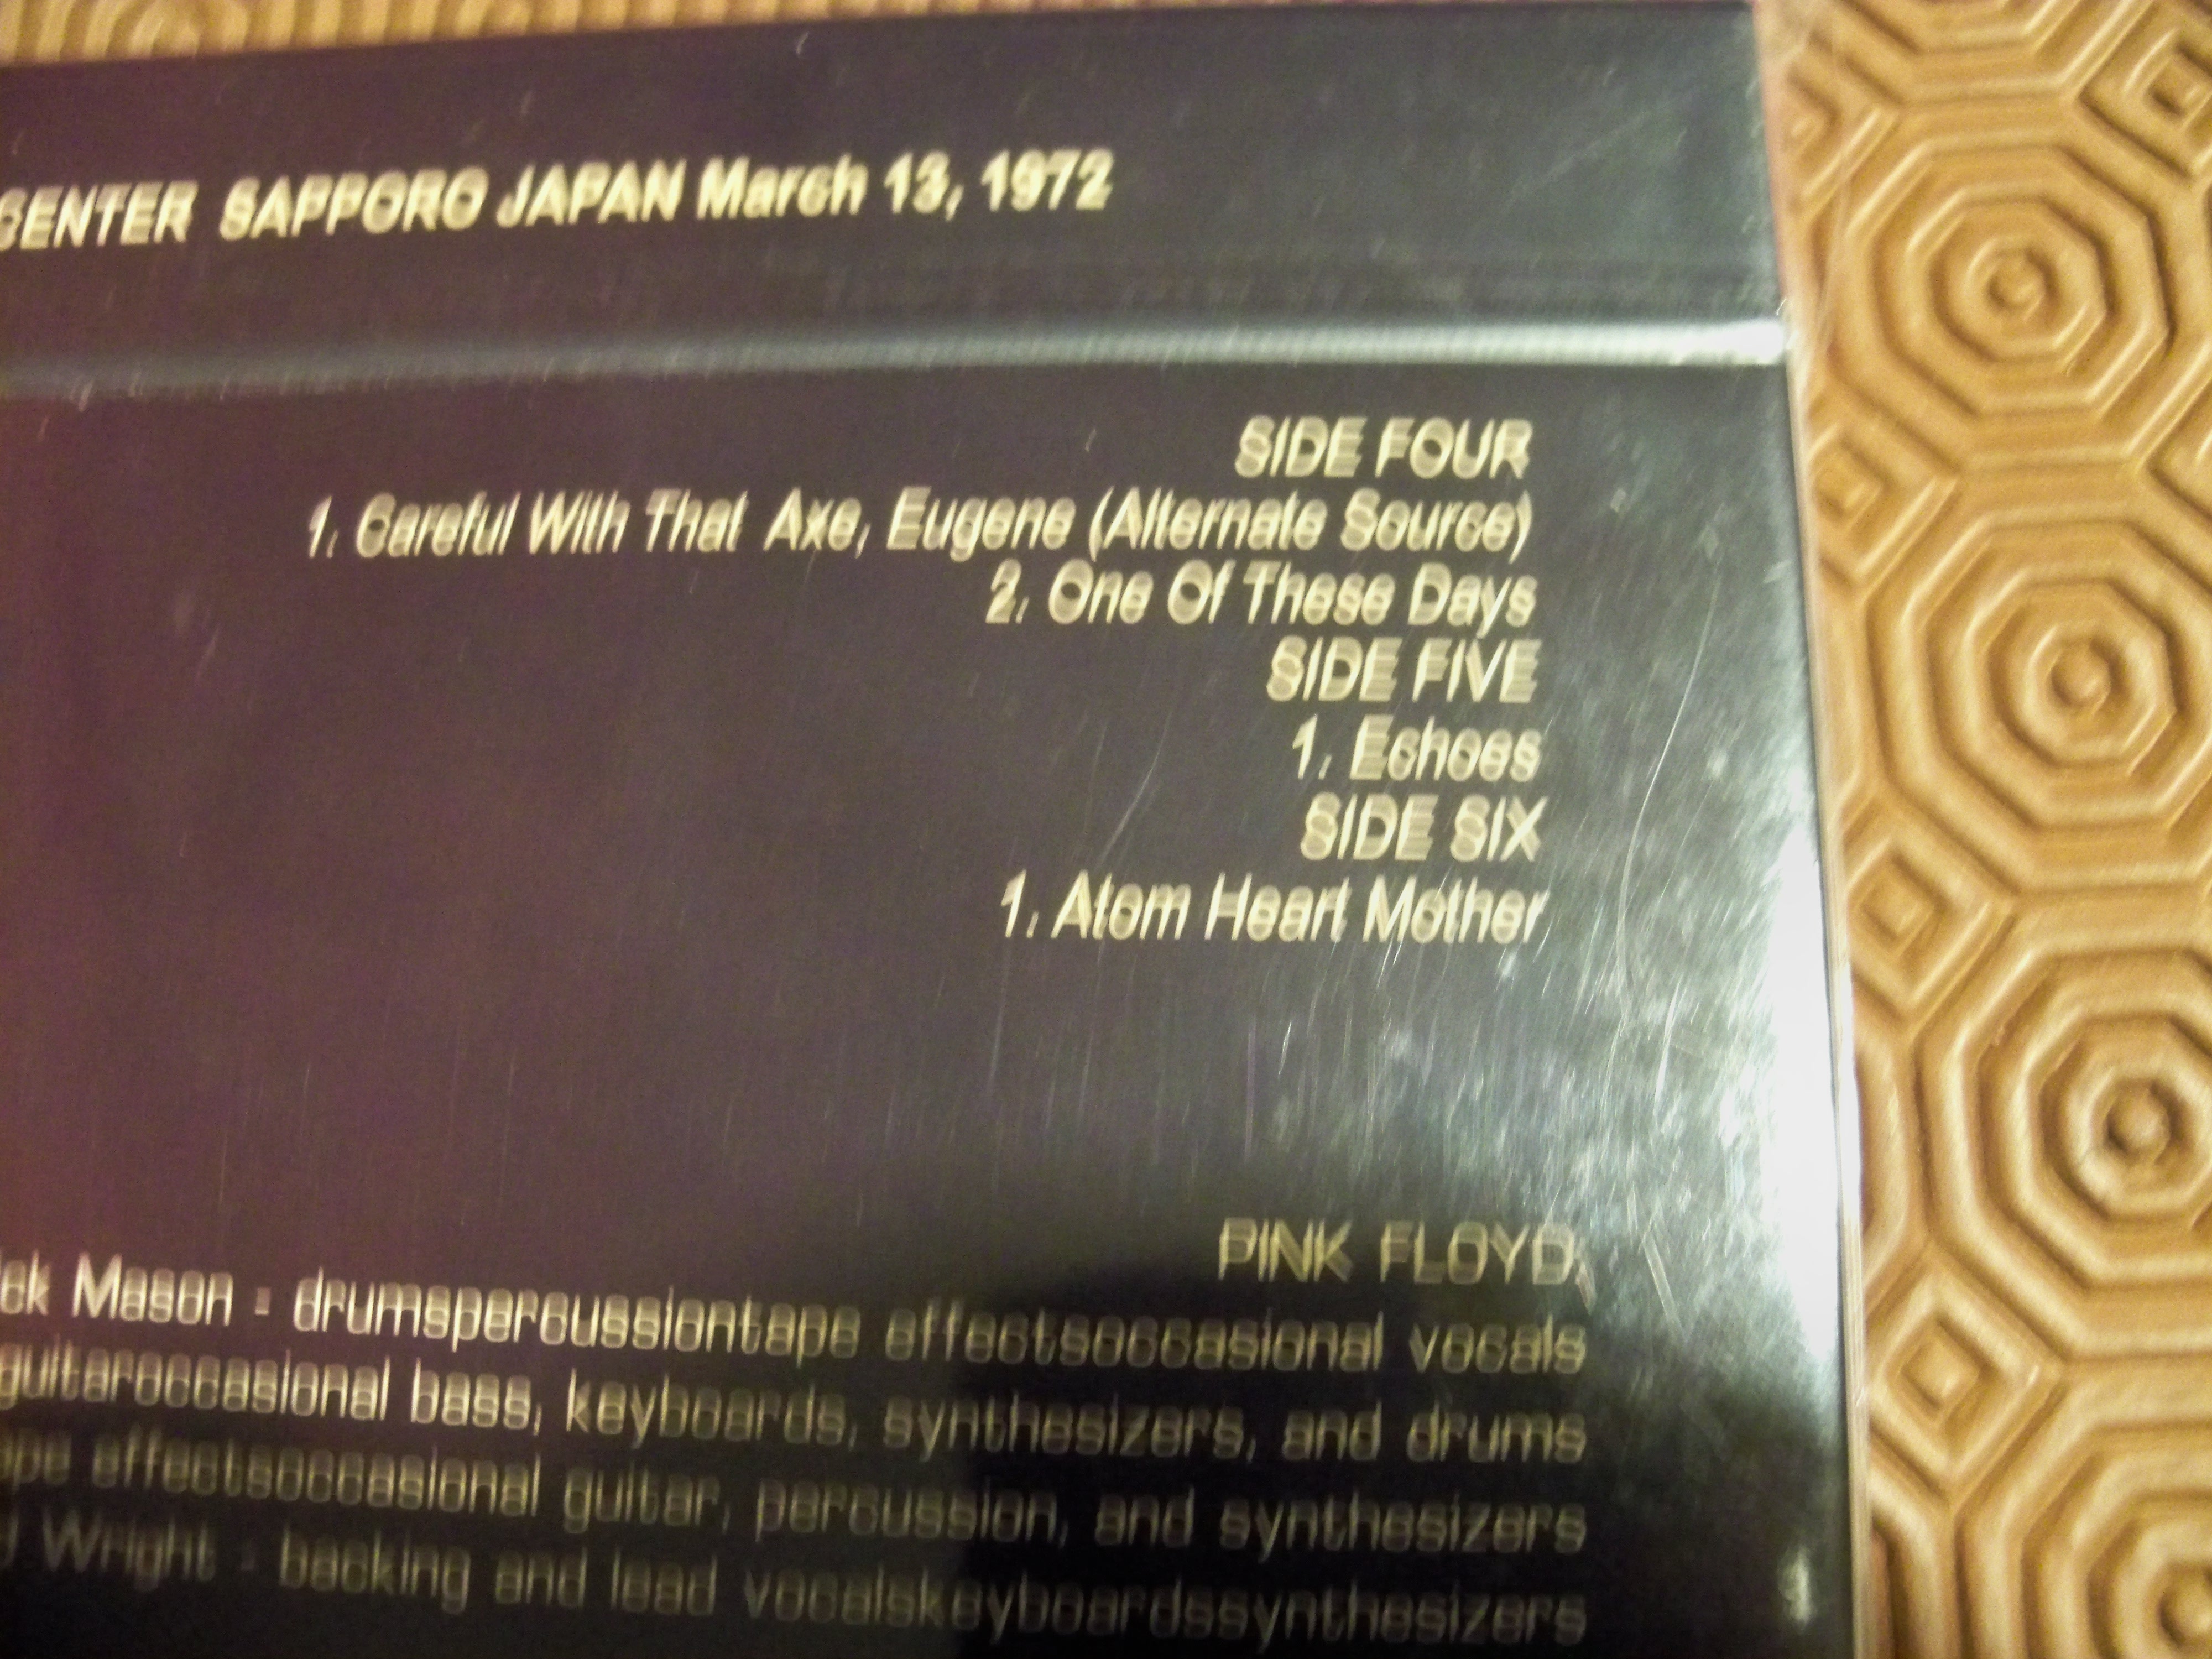 CENTER SAPPORO JAPAN March 13, 1972
SIDE FOUR
1. Careful With That Axe, Eugene (Alternate Source)
2. One Of These Days
SIDE FIVE
1. Echoes
SIDE SIX
1. Atom Heart Mother
PINK FLOYD,
ck Mason - drumspercussiontape effectsoccasional vocals
guitaroccasional bass, keyboards, synthesizers, and drums
pe effectsoccasional guitar, percussion, and synthesizers
d Wright - backing and lead vocalskeyboardssynthesizers